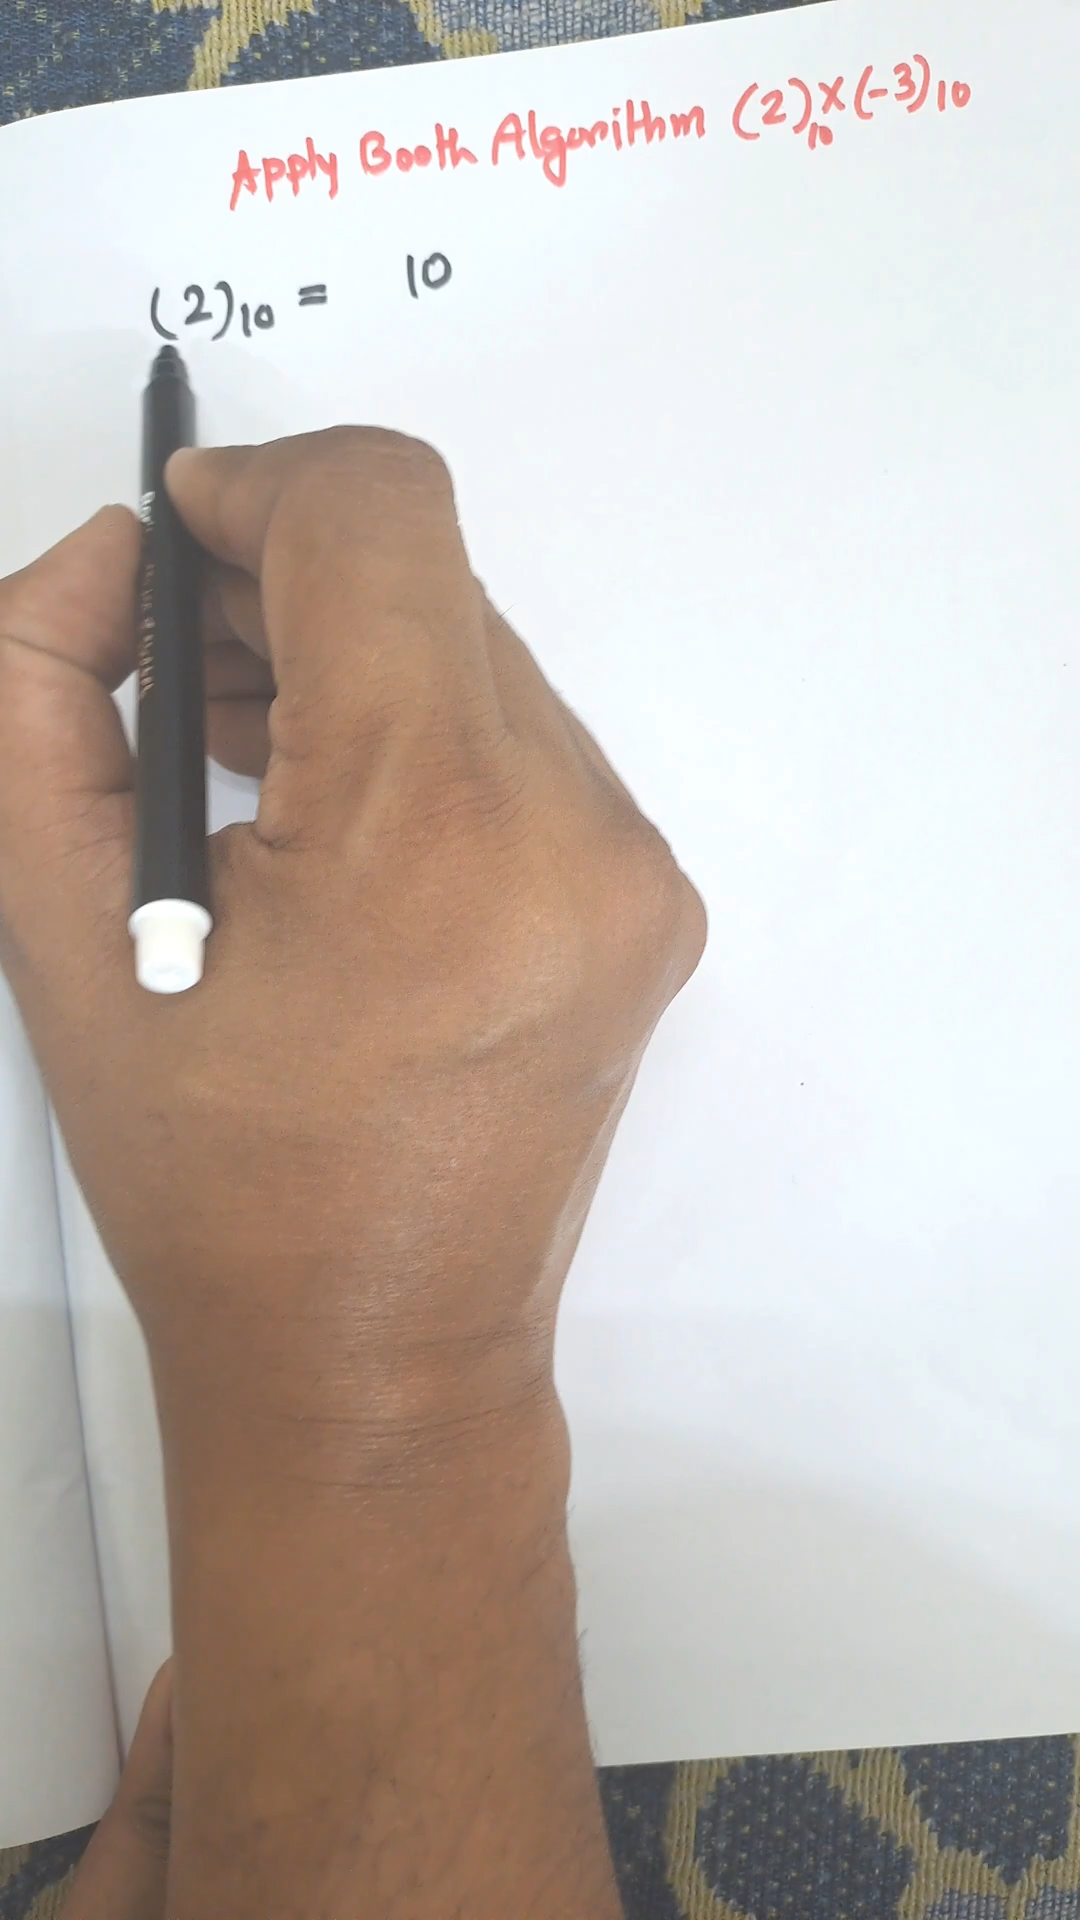 Apply Booth Algorithm (2)₁₀×(-3)₁₀
(2)₁₀ = 10